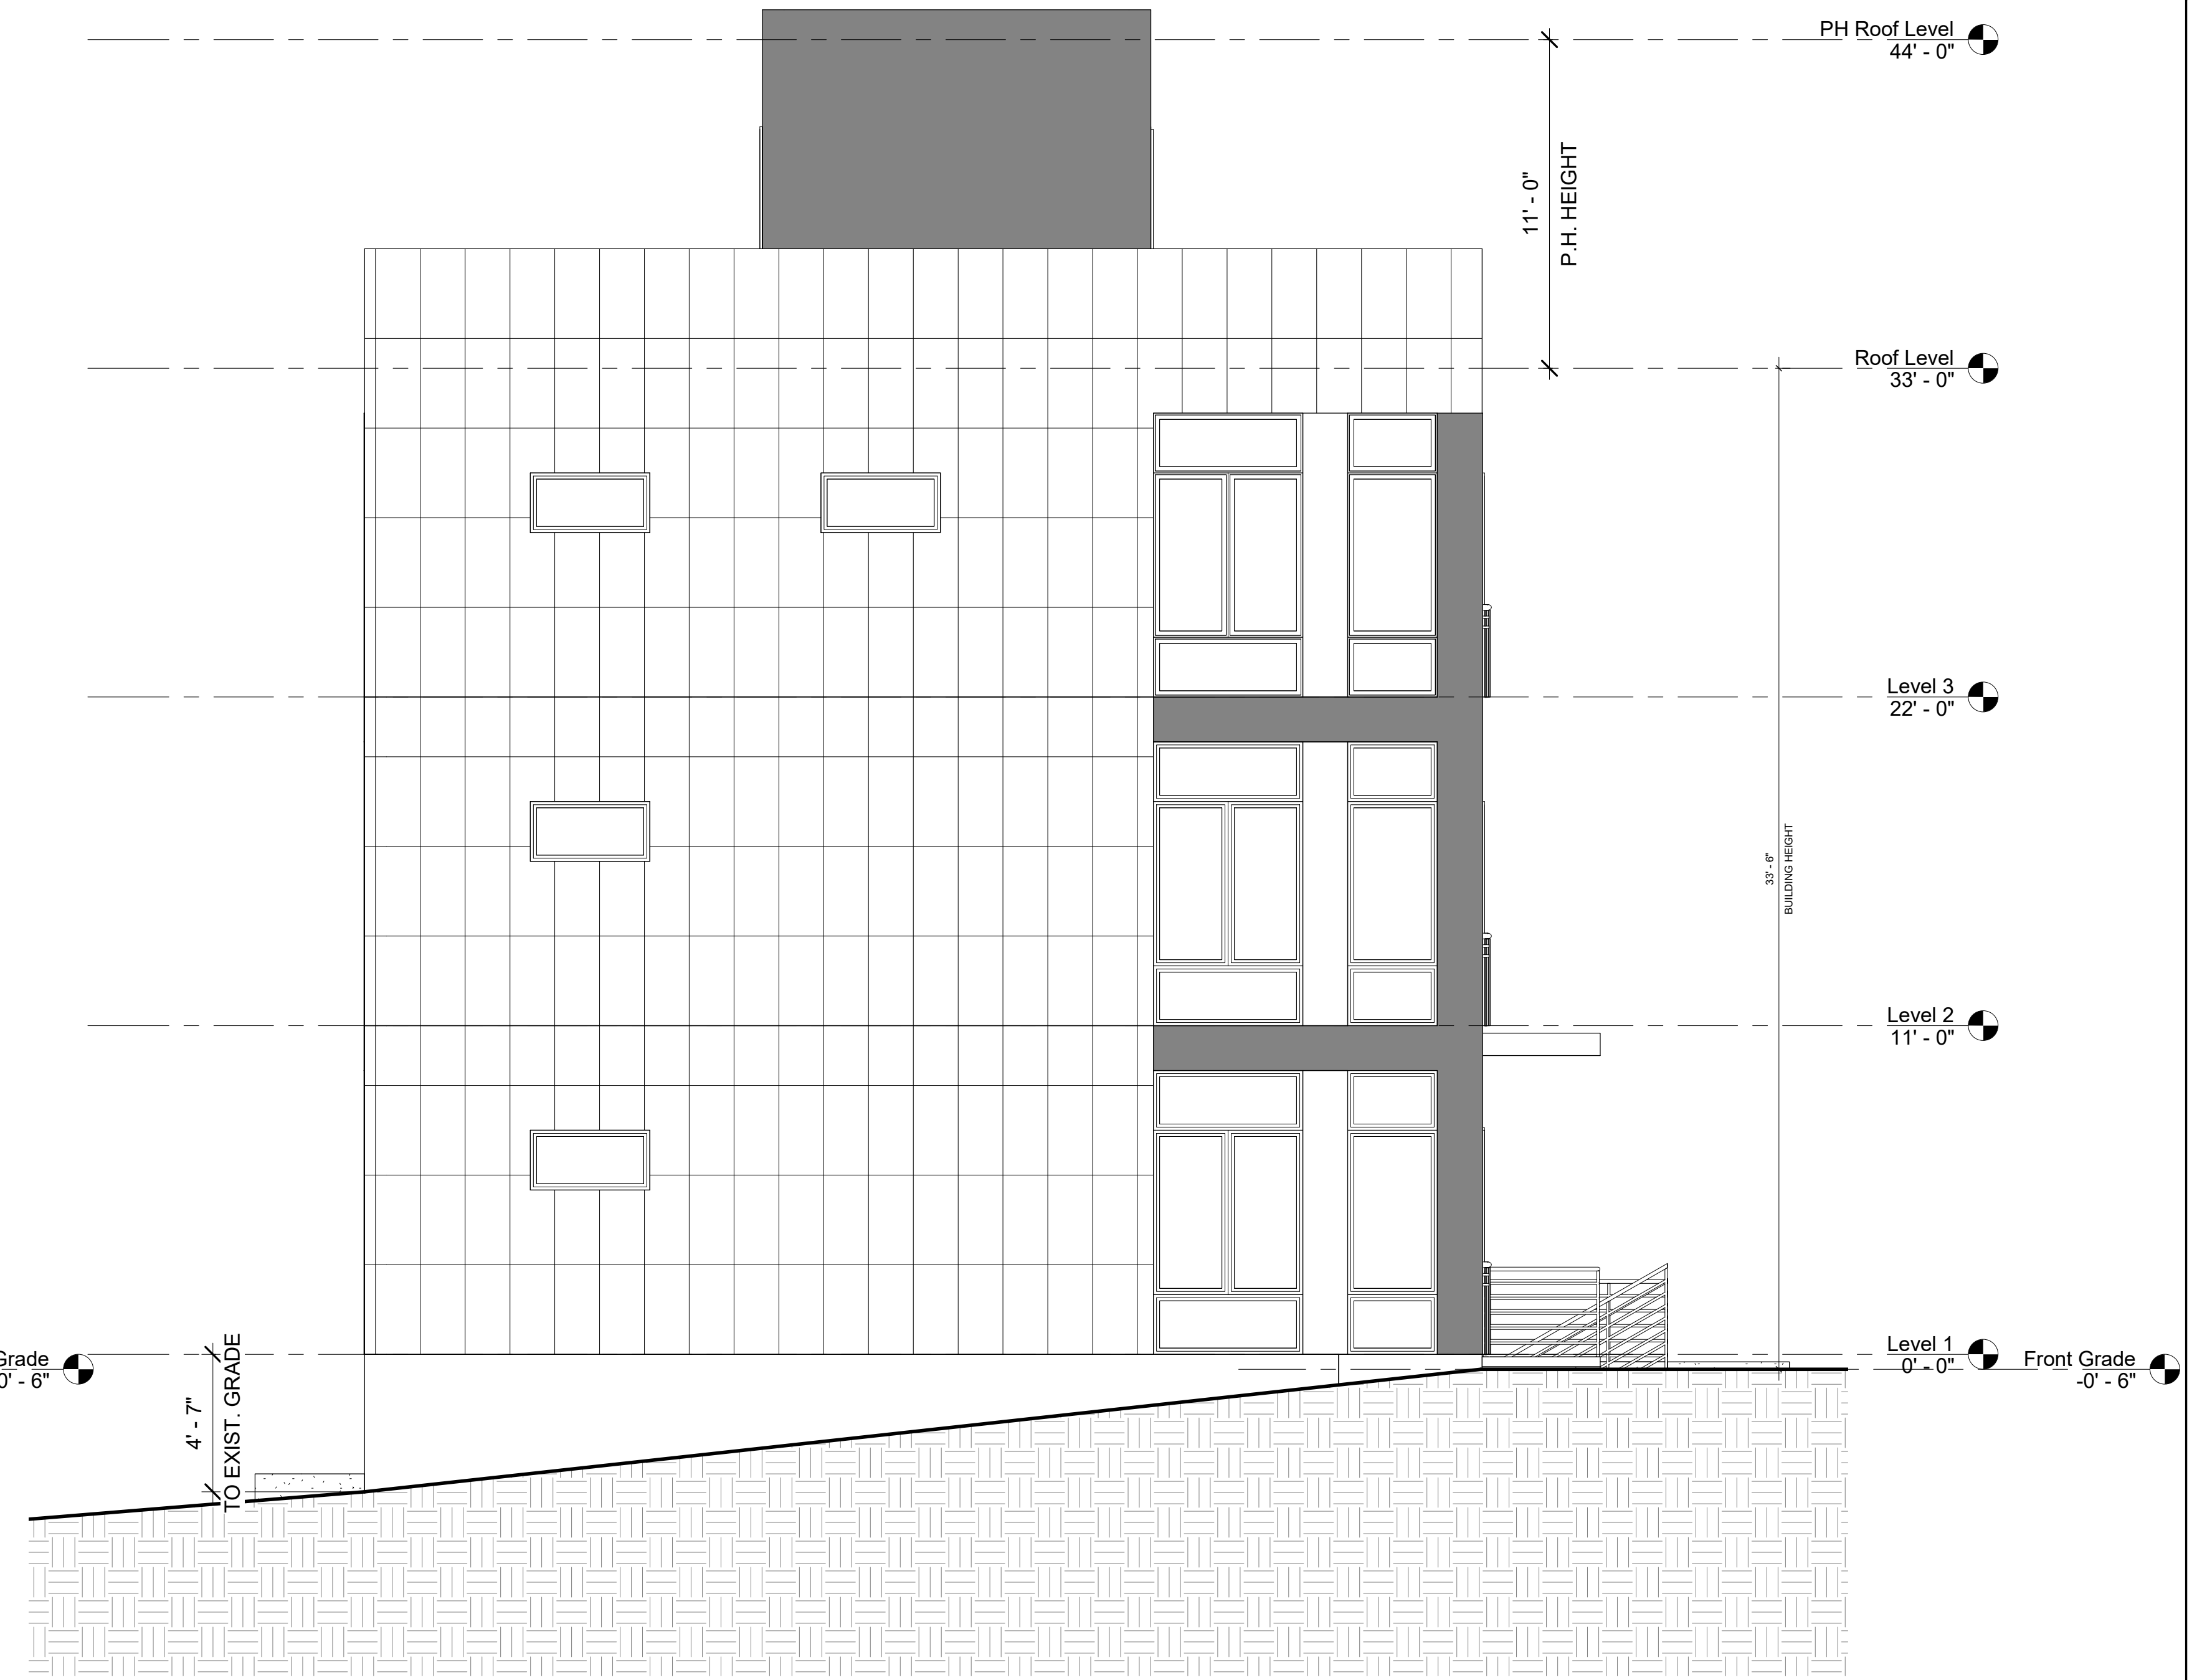 PH Roof Level
44' - 0"
11' - 0"
P.H. HEIGHT
Roof Level
33' - 0"
Level 3
22' - 0"
33' - 6"
BUILDING HEIGHT
Level 2
11' - 0"
Level 1
0' - 0"
Front Grade
-0' - 6"
Grade
0' - 6"
4' - 7"
TO EXIST. GRADE